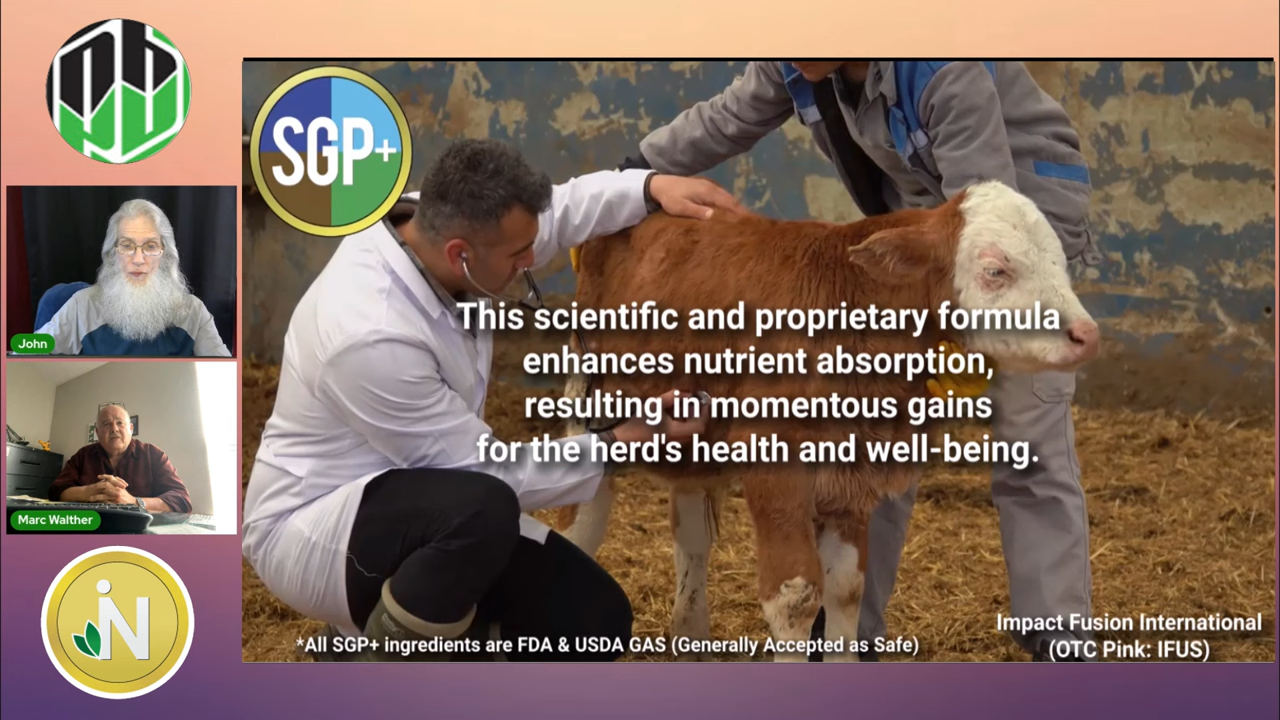 SGP+
This scientific and proprietary formula
enhances nutrient absorption,
resulting in momentous gains
for the herd's health and well-being.
John
Marc Walther
iN
*All SGP+ ingredients are FDA & USDA GAS (Generally Accepted as Safe)
Impact Fusion International
(OTC Pink: IFUS)